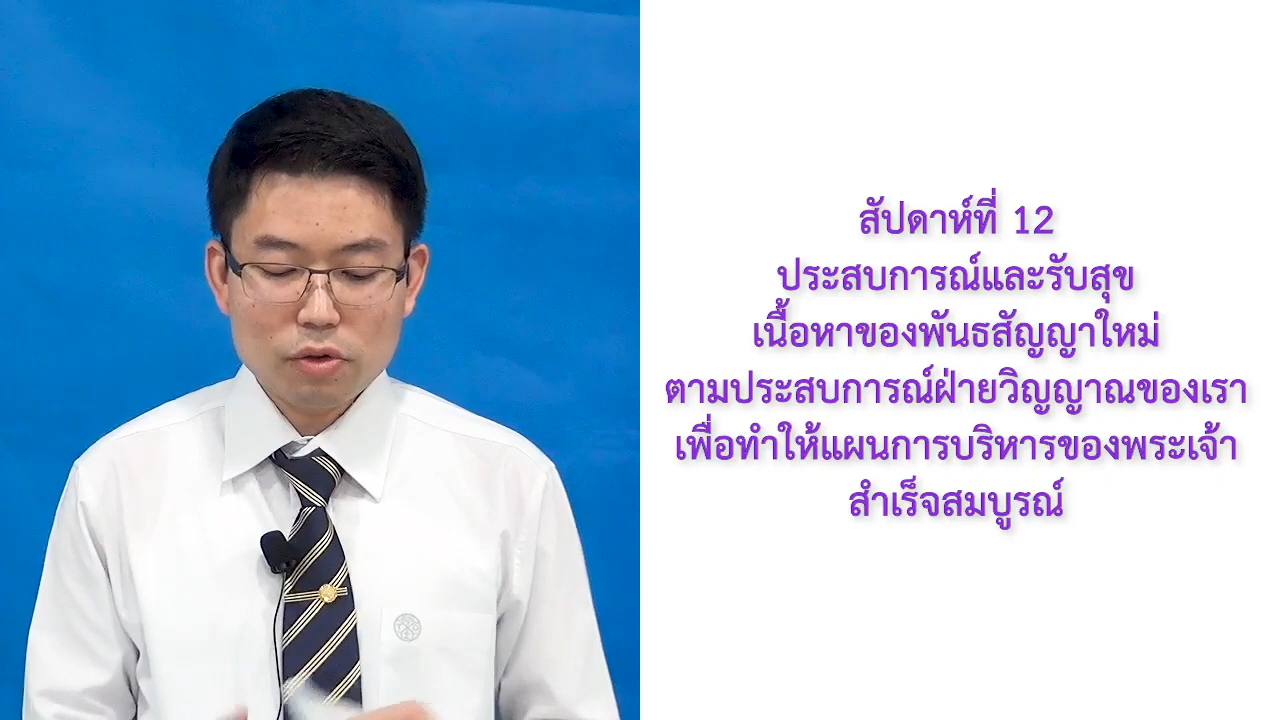 สัปดาห์ที่ 12
ประสบการณ์และรับสุข
เนื้อหาของพันธสัญญาใหม่
ตามประสบการณ์ฝ่ายวิญญาณของเรา
เพื่อทำให้แผนการบริหารของพระเจ้า
สำเร็จสมบูรณ์